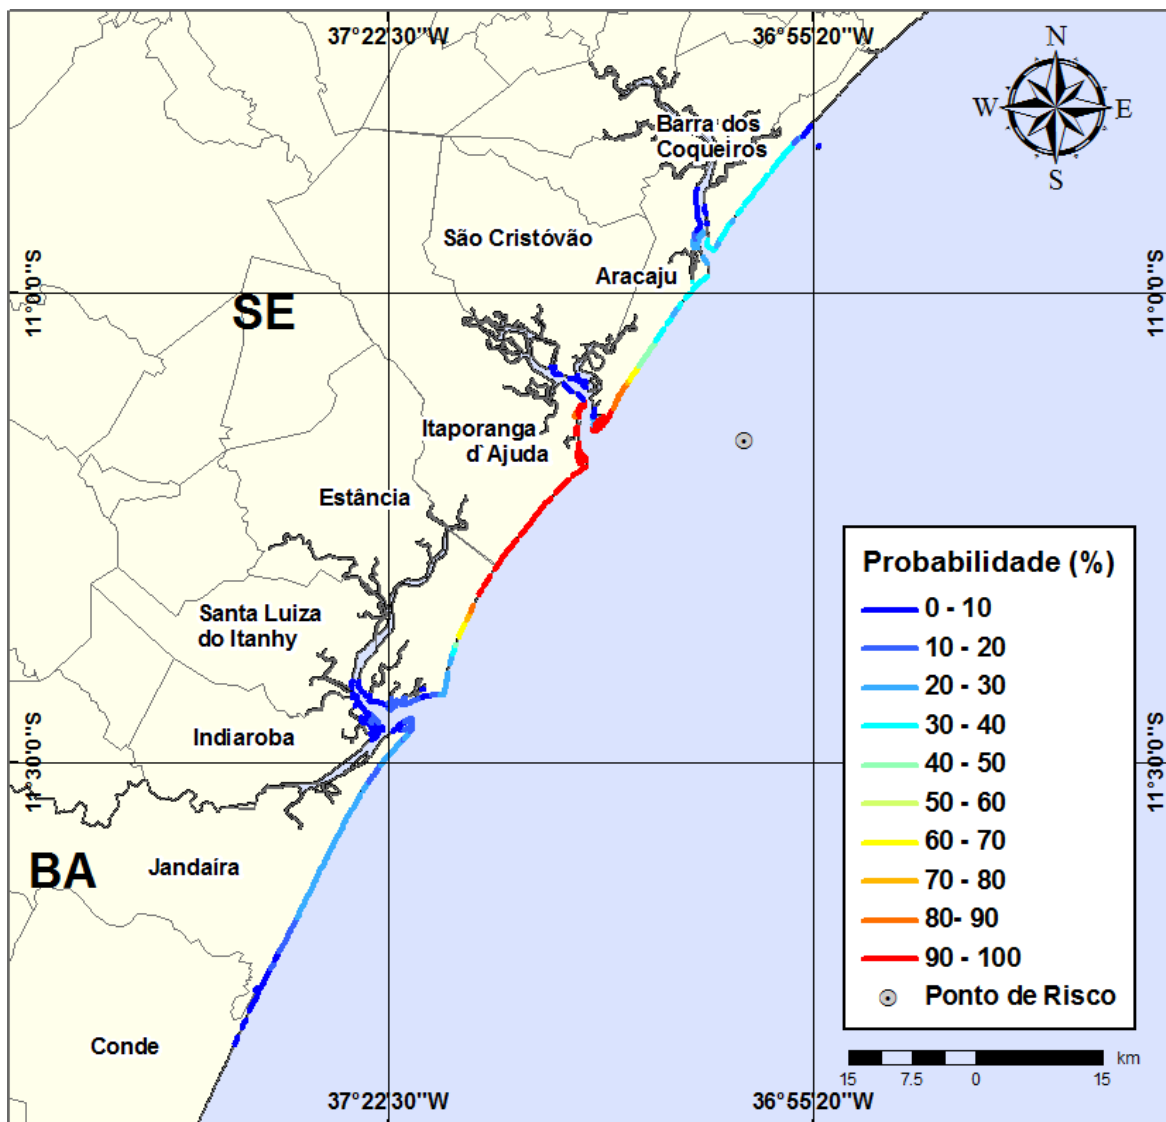 37°22'30"W
36°55'20"W
N
W
E
S
Barra dos
Coqueiros
São Cristóvão
Aracaju
11°0'0"S
11°0'0"S
SE
Itaporanga
d`Ajuda
Estância
Santa Luiza
do Itanhy
Indiaroba
11°30'0"S
11°30'0"S
BA
Jandaíra
Conde
Probabilidade (%)
0 - 10
10 - 20
20 - 30
30 - 40
40 - 50
50 - 60
60 - 70
70 - 80
80- 90
90 - 100
Ponto de Risco
km
15
7.5
0
15
37°22'30"W
36°55'20"W